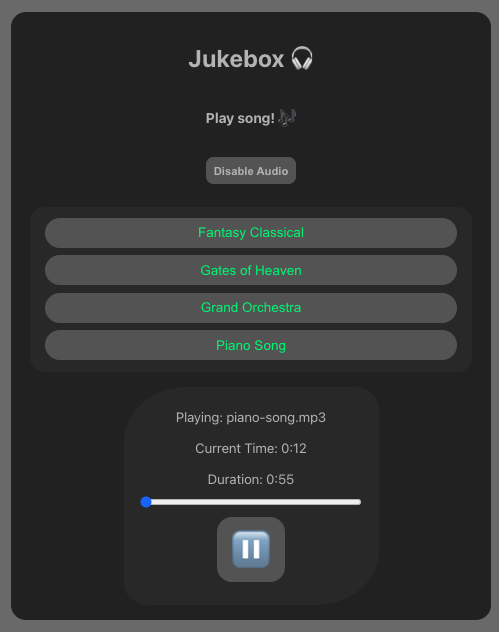 Jukebox 🎧
Play song! 🎶
Disable Audio
Fantasy Classical
Gates of Heaven
Grand Orchestra
Piano Song
Playing: piano-song.mp3
Current Time: 0:12
Duration: 0:55